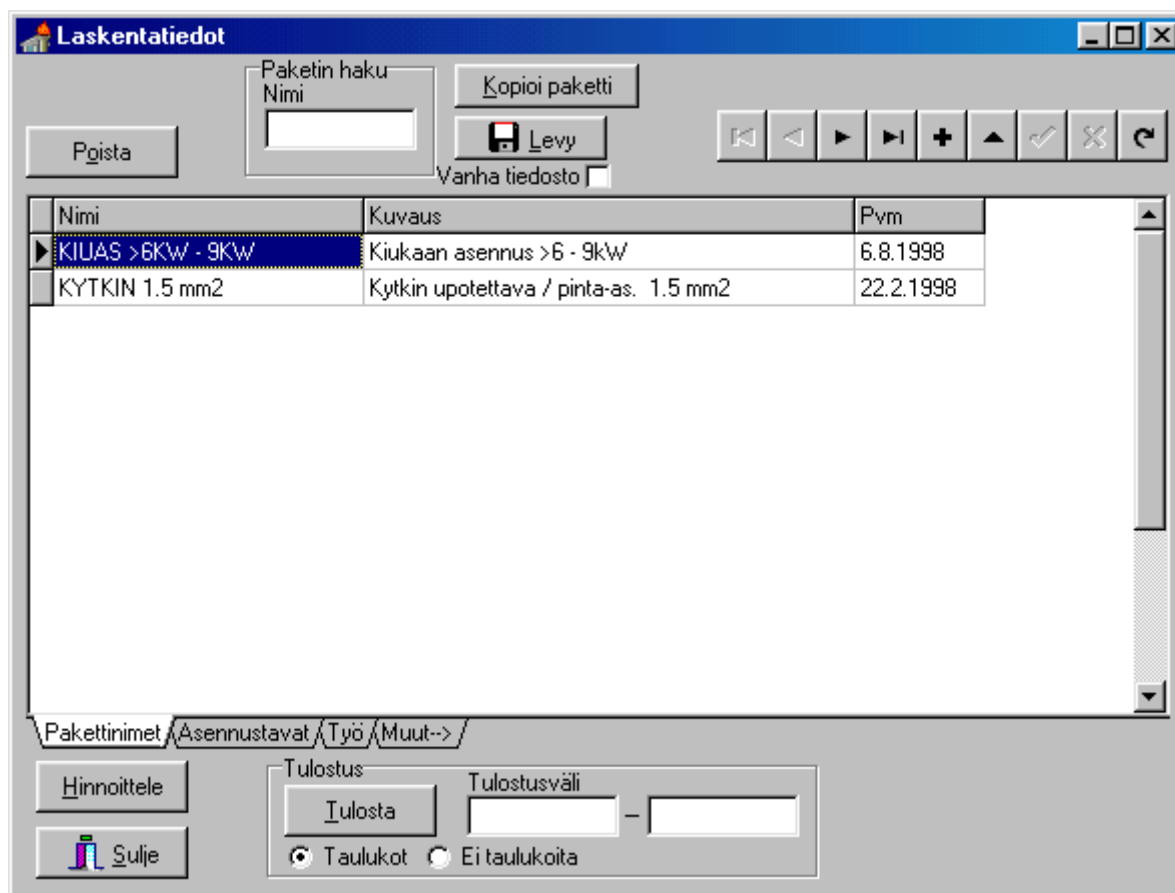 Laskentatiedot
Paketin haku
Nimi
Kopioi paketti
Poista
Levy
Vanha tiedosto
Nimi Kuvaus Pvm
KIUAS >6KW - 9KW Kiukaan asennus >6 - 9kW 6.8.1998
KYTKIN 1.5 mm2 Kytkin upotettava / pinta-as. 1.5 mm2 22.2.1998
Pakettinimet Asennustavat Työ Muut-->
Hinnoittele
Tulostus
Tulostusväli
Tulosta –
Sulje
Taulukot Ei taulukoita